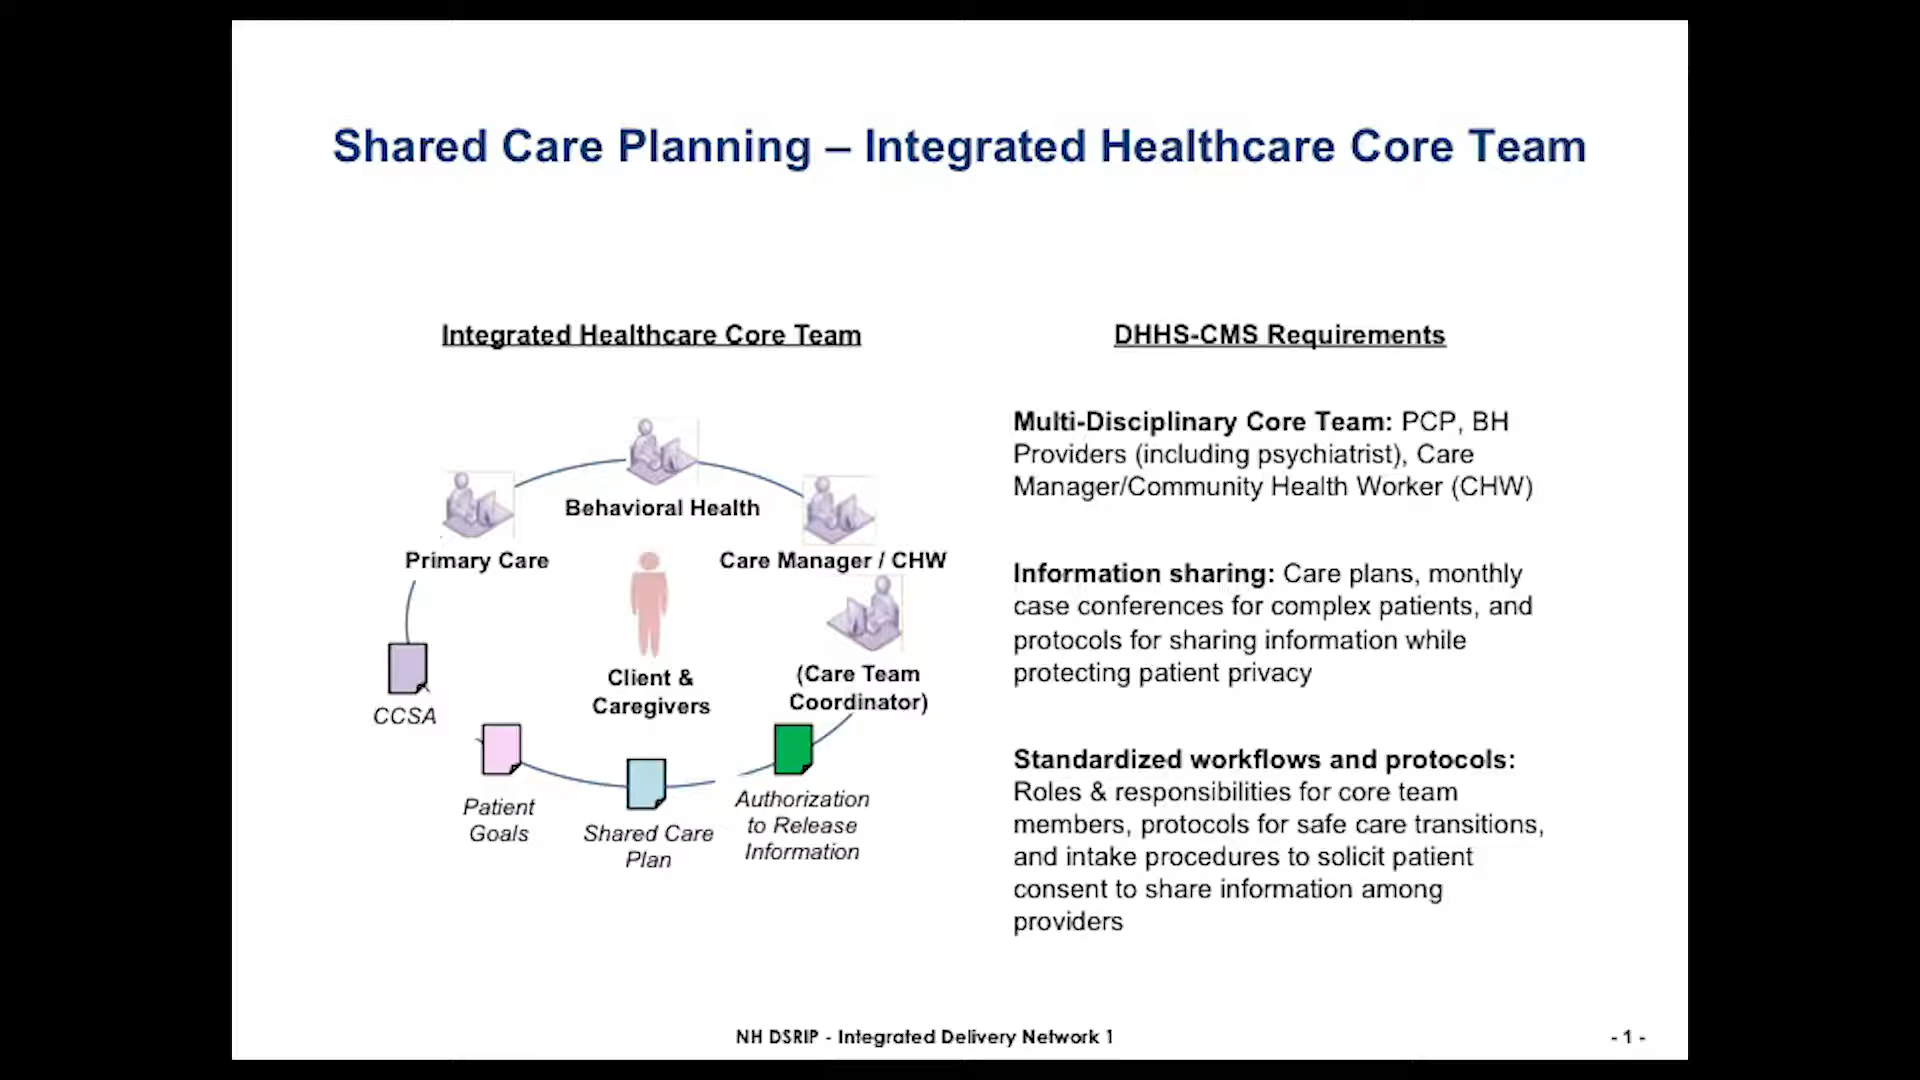 Shared Care Planning – Integrated Healthcare Core Team
Integrated Healthcare Core Team
Behavioral Health
Primary Care
Care Manager / CHW
Client &
Caregivers
(Care Team
Coordinator)
CCSA
Patient
Goals
Shared Care
Plan
Authorization
to Release
Information
DHHS-CMS Requirements
Multi-Disciplinary Core Team: PCP, BH
Providers (including psychiatrist), Care
Manager/Community Health Worker (CHW)
Information sharing: Care plans, monthly
case conferences for complex patients, and
protocols for sharing information while
protecting patient privacy
Standardized workflows and protocols:
Roles & responsibilities for core team
members, protocols for safe care transitions,
and intake procedures to solicit patient
consent to share information among
providers
NH DSRIP - Integrated Delivery Network 1
- 1 -